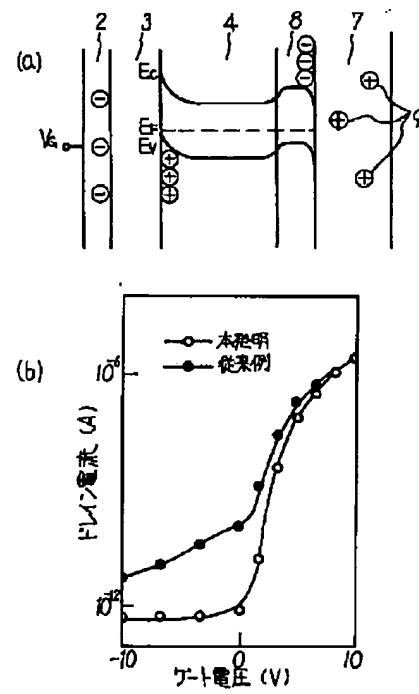 (a)
2 3 4 8 7
Ec
EF
EV
VG
9
(b)
本発明
従来例
10⁻⁶
10⁻¹²
ドレイン電流 (A)
-10 0 10
ゲート電圧 (V)